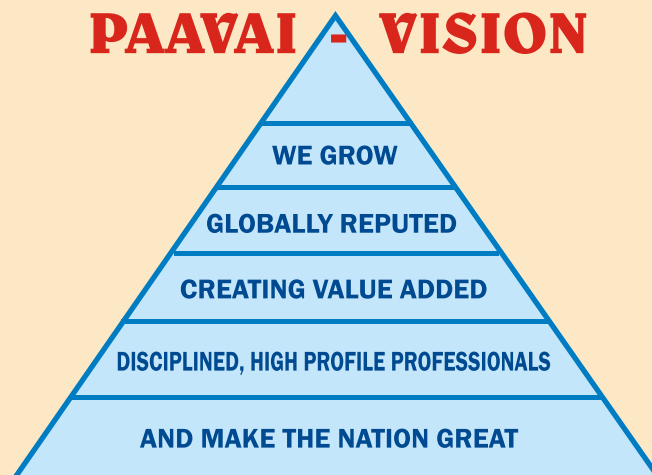 PAAVAI - VISION
WE GROW
GLOBALLY REPUTED
CREATING VALUE ADDED
DISCIPLINED, HIGH PROFILE PROFESSIONALS
AND MAKE THE NATION GREAT